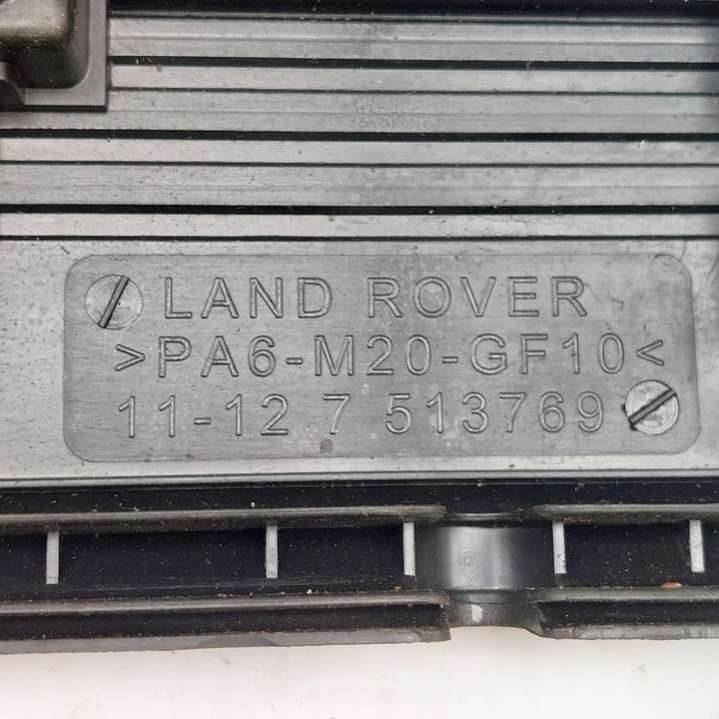 LAND ROVER
>PA6-M20-GF10<
11-12 7 513769